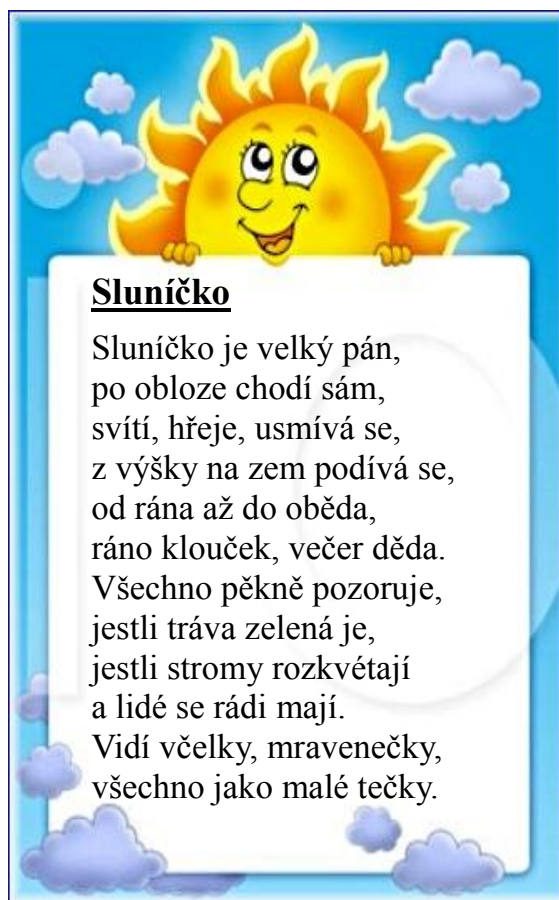 Sluníčko
Sluníčko je velký pán,
po obloze chodí sám,
svítí, hřeje, usmívá se,
z výšky na zem podívá se,
od rána až do oběda,
ráno klouček, večer děda.
Všechno pěkně pozoruje,
jestli tráva zelená je,
jestli stromy rozkvétají
a lidé se rádi mají.
Vidí včelky, mravenečky,
všechno jako malé tečky.